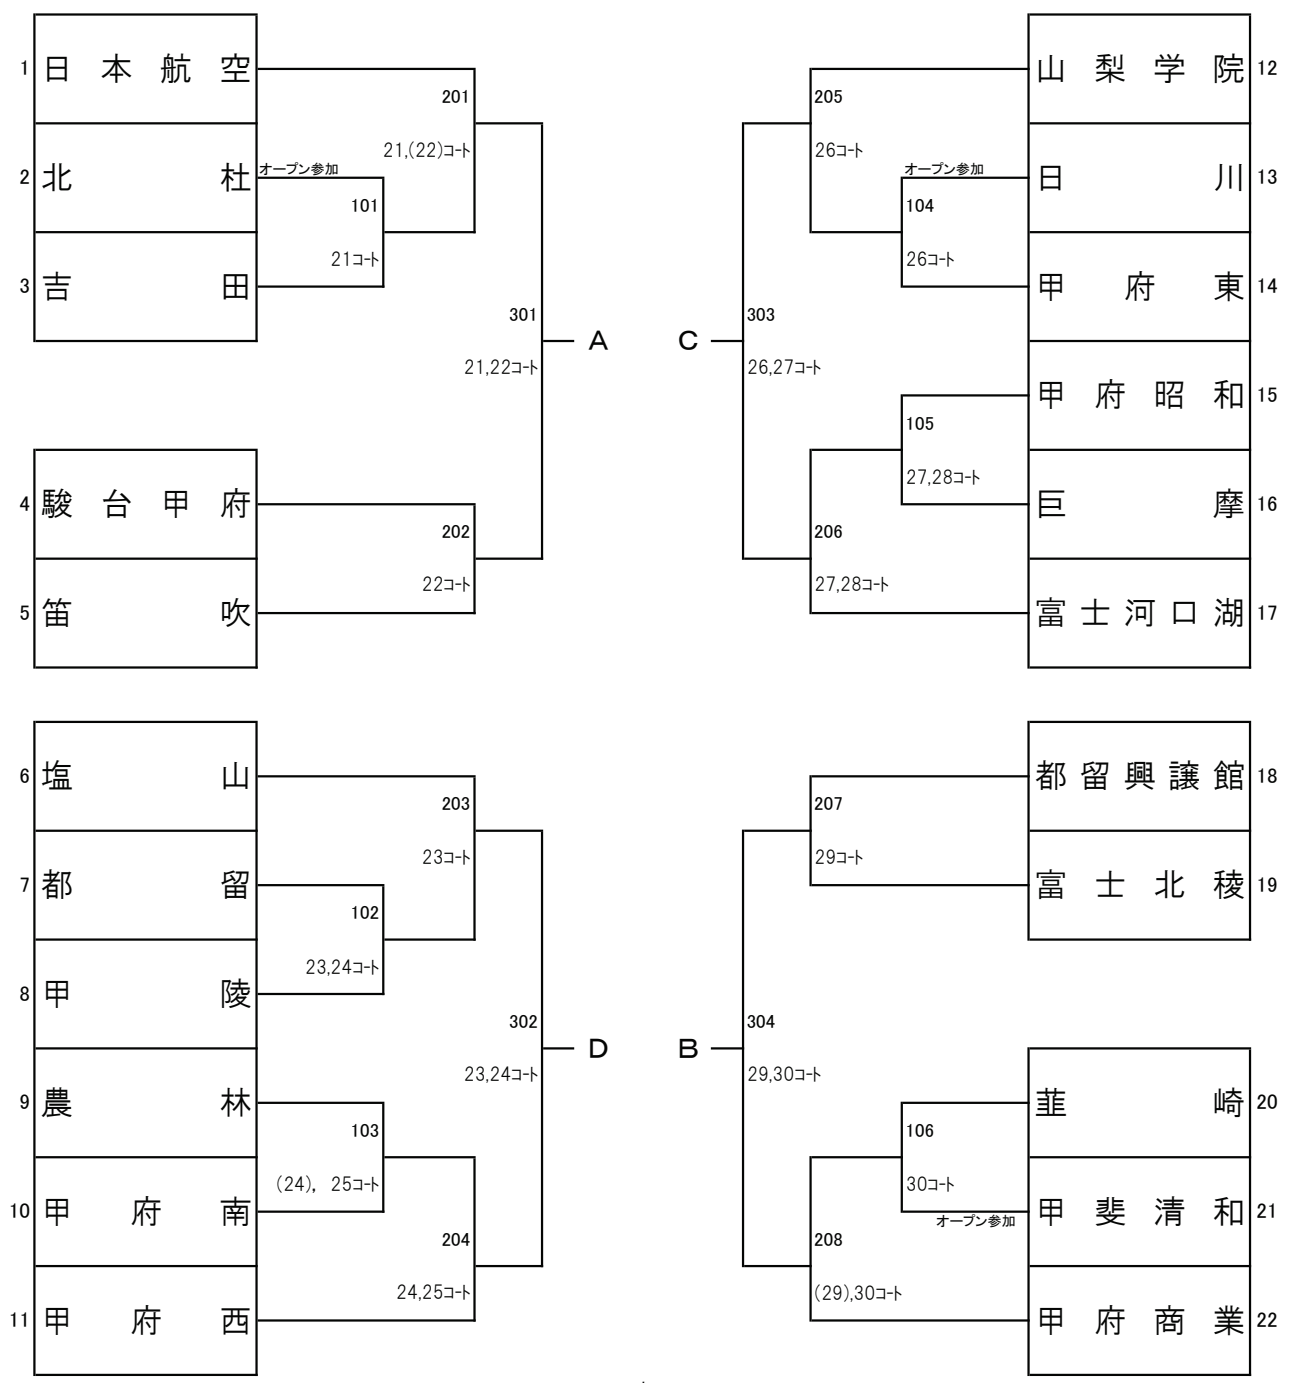 1 日本航空
201
21,(22)コート
2 北杜
オープン参加
101
21コート
3 吉田
301
21,22コート
A
4 駿台甲府
202
22コート
5 笛吹
6 塩山
203
23コート
7 都留
102
23,24コート
8 甲陵
302
23,24コート
D
9 農林
103
(24), 25コート
10 甲府南
204
24,25コート
11 甲府西
山梨学院 12
205
26コート
オープン参加
日川 13
104
26コート
甲府東 14
303
26,27コート
C
甲府昭和 15
105
27,28コート
巨摩 16
206
27,28コート
富士河口湖 17
都留興譲館 18
207
29コート
富士北稜 19
304
29,30コート
B
韮崎 20
106
30コート
オープン参加
甲斐清和 21
208
(29),30コート
甲府商業 22